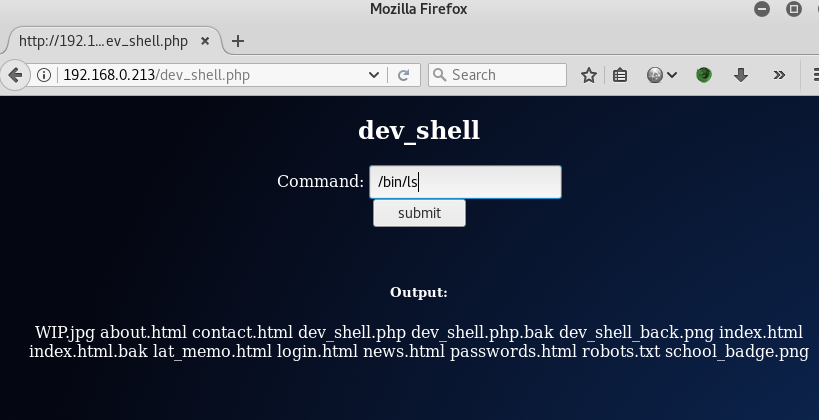 Mozilla Firefox
http://192.1...ev_shell.php
192.168.0.213/dev_shell.php
Search
dev_shell
Command: /bin/ls
submit
Output:
WIP.jpg about.html contact.html dev_shell.php dev_shell.php.bak dev_shell_back.png index.html
index.html.bak lat_memo.html login.html news.html passwords.html robots.txt school_badge.png